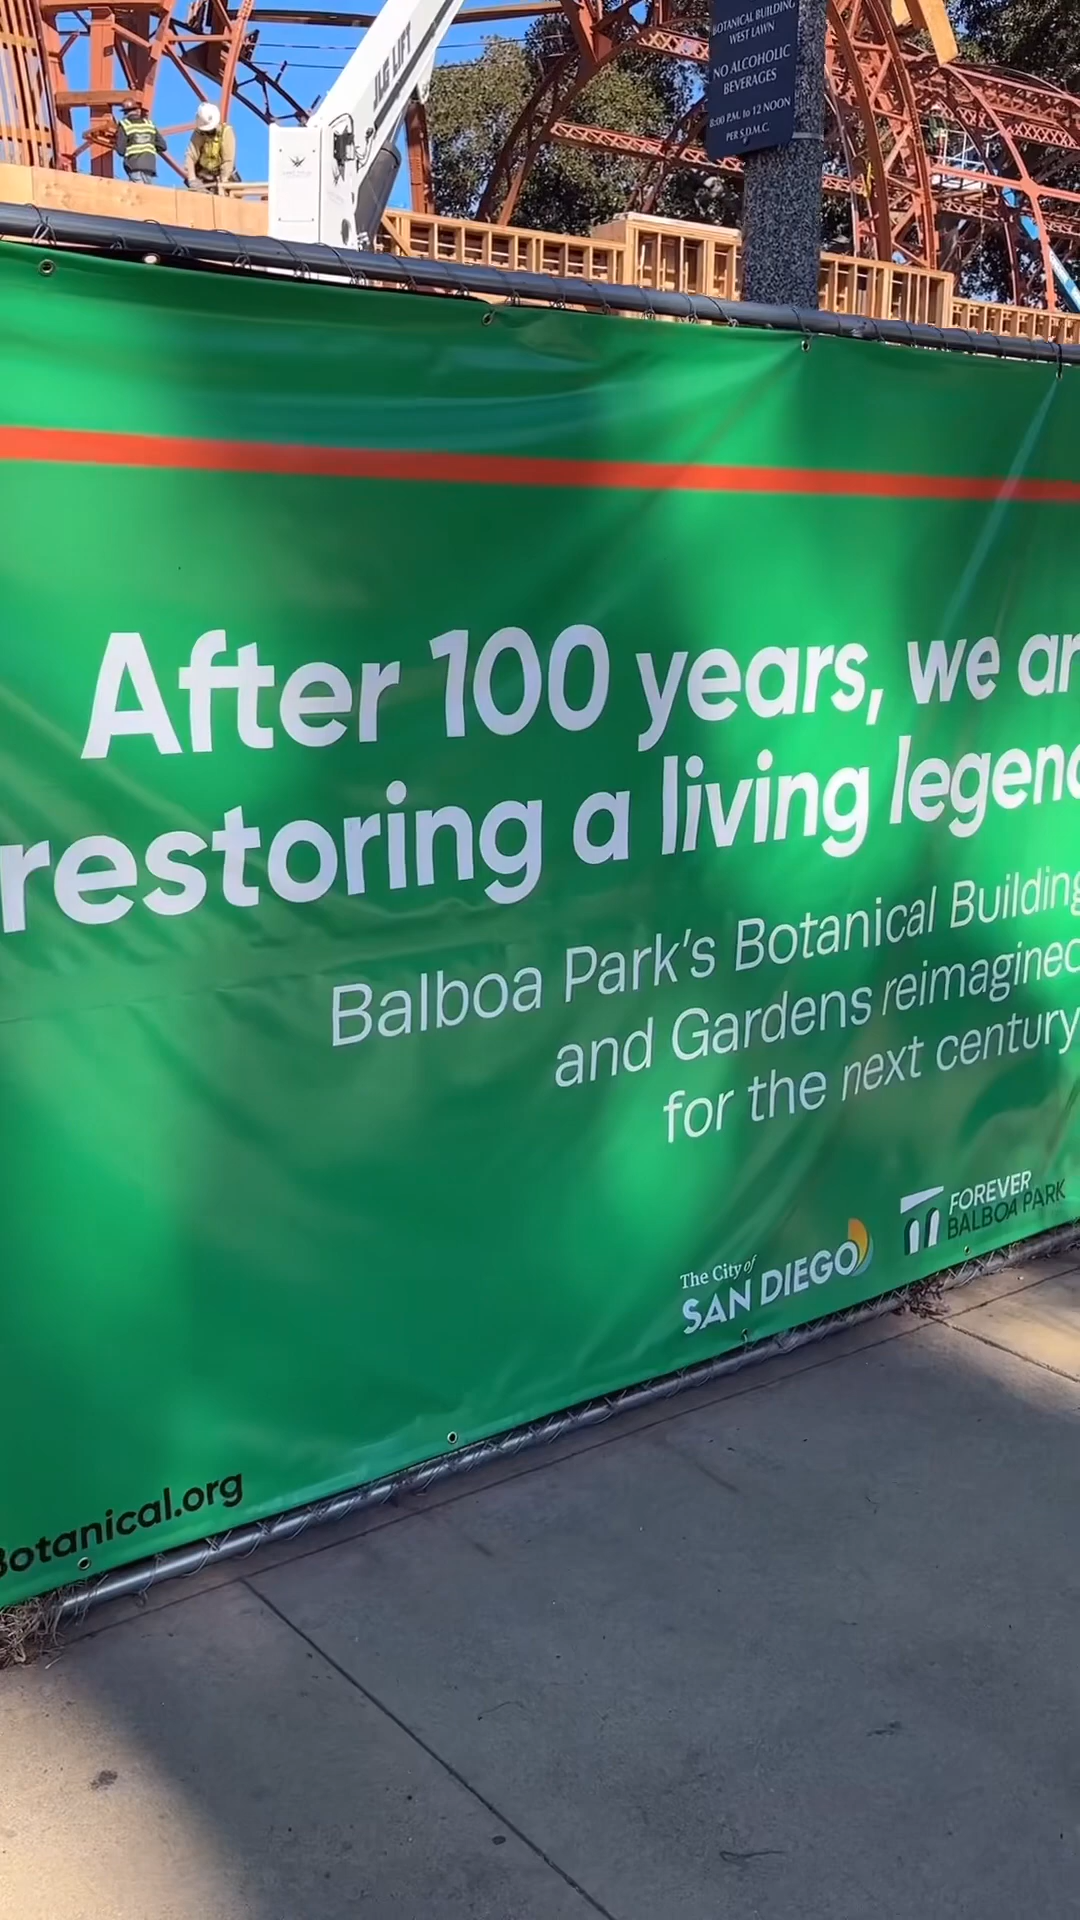 JLG LIFT
BOTANICAL BUILDING
WEST LAWN
NO ALCOHOLIC
BEVERAGES
8:00 P.M. to 12 NOON
PER S.D.M.C.
After 100 years, we ar
restoring a living legend
Balboa Park's Botanical Building
and Gardens reimagined
for the next century
The City of
SAN DIEGO
FOREVER
BALBOA PARK
Botanical.org